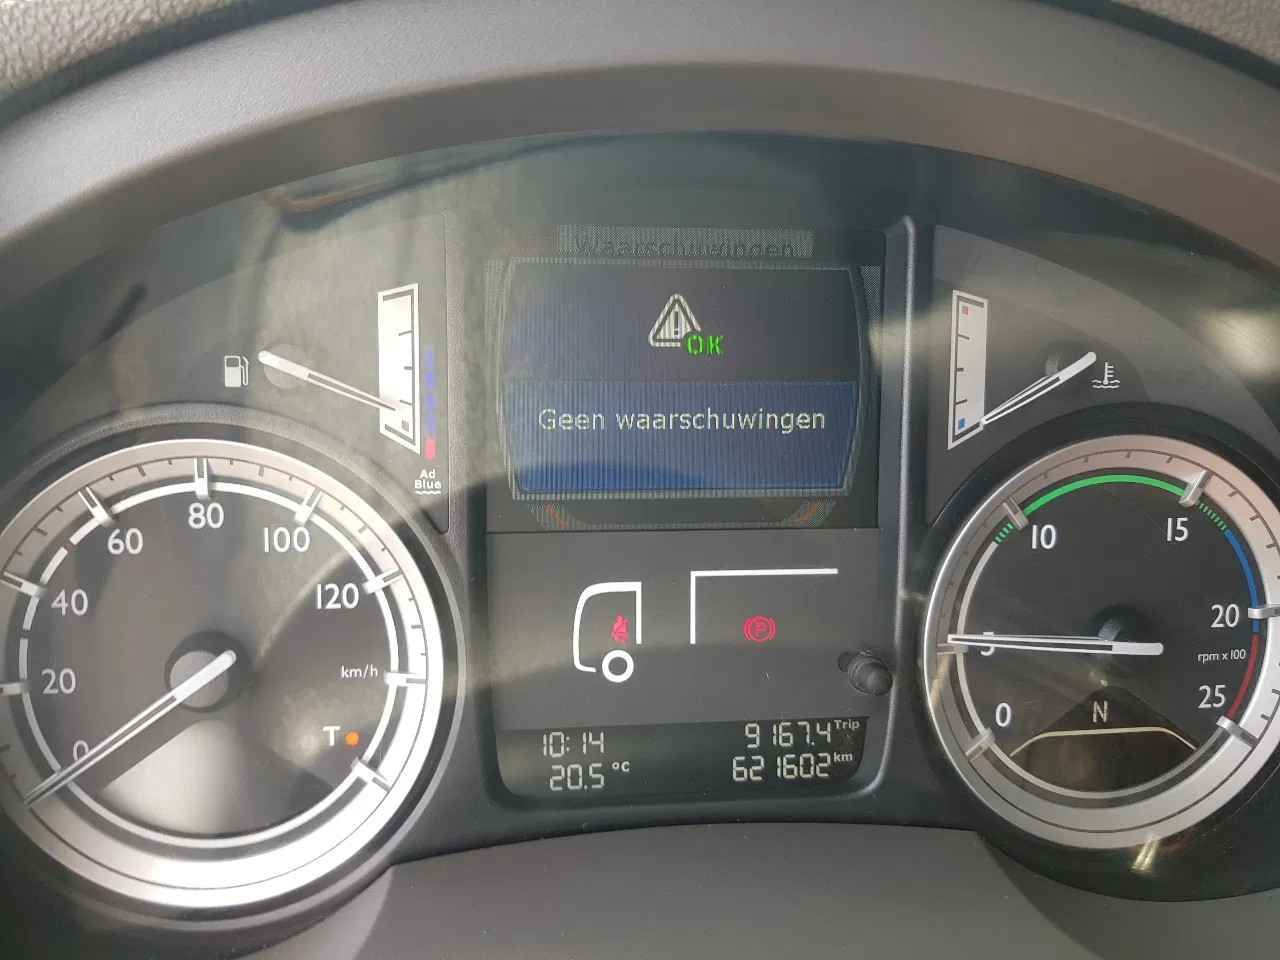 Waarschuwingen
OK
Geen waarschuwingen
Ad
Blue
0
20
40
60
80
100
120
km/h
T
0
5
10
15
20
25
rpm x 100
N
P
10:14
9167.4 Trip
20.5 °C
621602 km